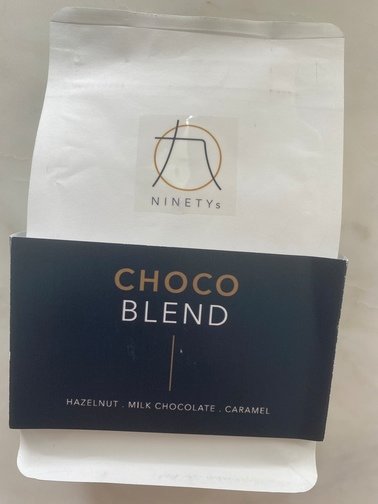 NINETYs
CHOCO
BLEND
HAZELNUT . MILK CHOCOLATE . CARAMEL